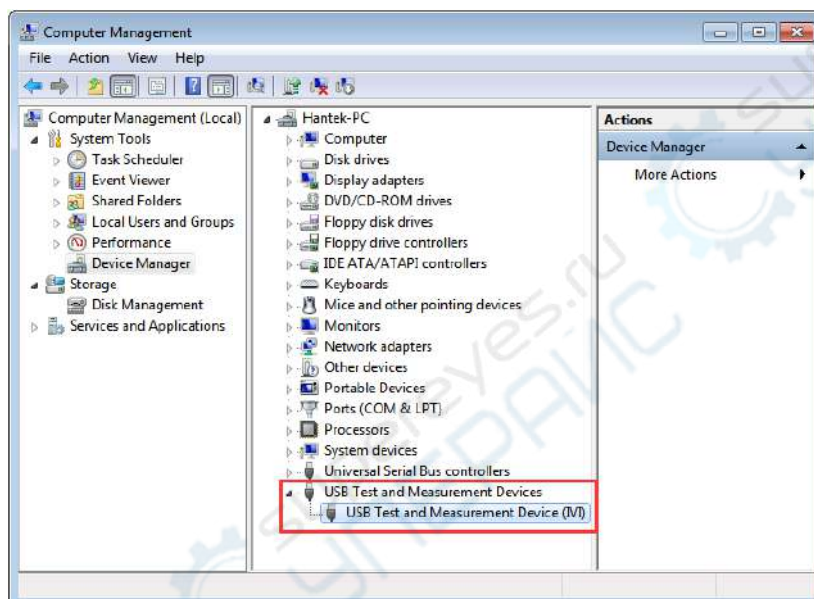 Computer Management
File Action View Help
Computer Management (Local)
System Tools
Task Scheduler
Event Viewer
Shared Folders
Local Users and Groups
Performance
Device Manager
Storage
Disk Management
Services and Applications
Hantek-PC
Computer
Disk drives
Display adapters
DVD/CD-ROM drives
Floppy disk drives
Floppy drive controllers
IDE ATA/ATAPI controllers
Keyboards
Mice and other pointing devices
Monitors
Network adapters
Other devices
Portable Devices
Ports (COM & LPT)
Processors
System devices
Universal Serial Bus controllers
USB Test and Measurement Devices
USB Test and Measurement Device (IVI)
Actions
Device Manager
More Actions
supereyes.ru
УПЕРАЙС